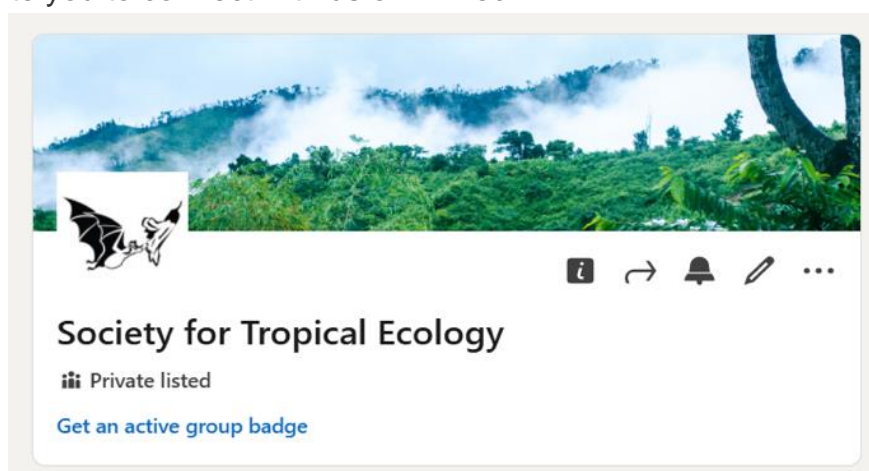 Society for Tropical Ecology
Private listed
Get an active group badge